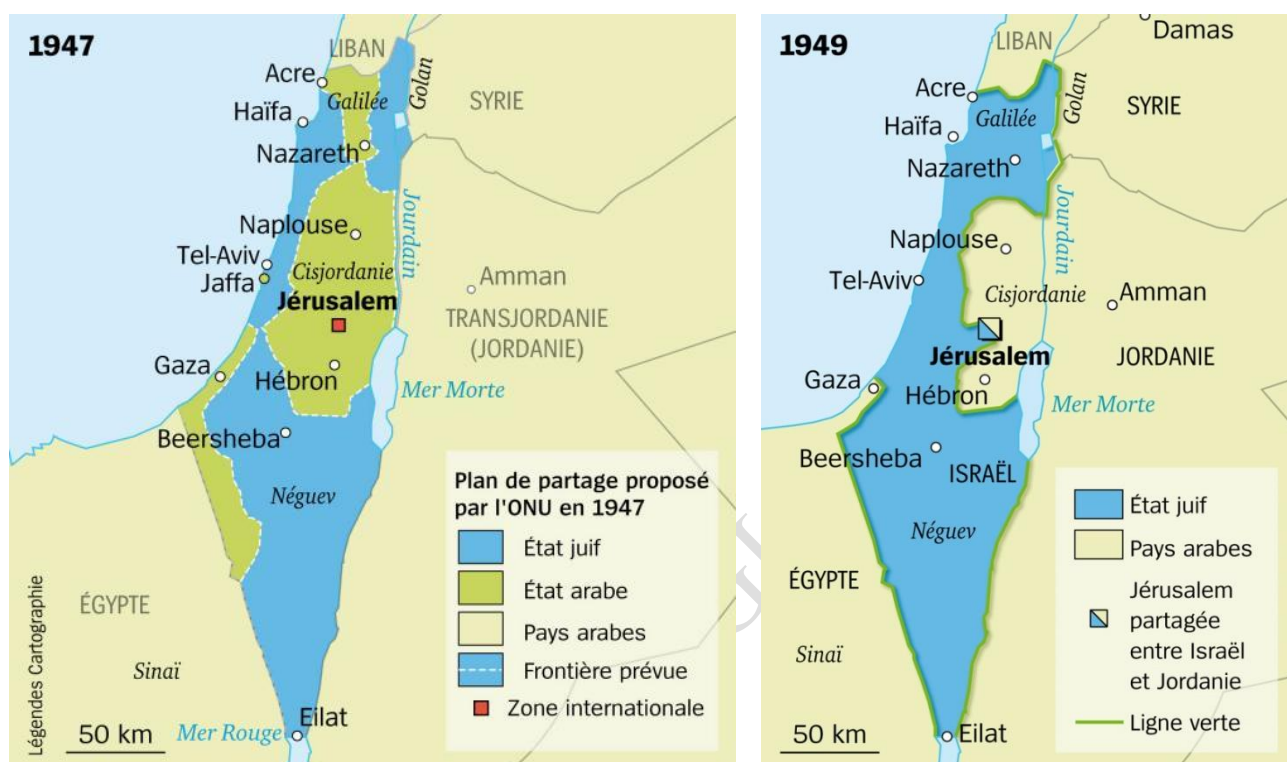 1947
LIBAN
Acre
Galilée
Golan
SYRIE
Haïfa
Nazareth
Jourdain
Naplouse
Tel-Aviv
Cisjordanie
Jaffa
Amman
Jérusalem
TRANSJORDANIE
(JORDANIE)
Gaza
Hébron
Mer Morte
Beersheba
Néguev
ÉGYPTE
Sinaï
Mer Rouge
Eilat
50 km
Légendes Cartographie
Plan de partage proposé
par l'ONU en 1947
État juif
État arabe
Pays arabes
Frontière prévue
Zone internationale
1949
Damas
LIBAN
Acre
Galilée
Golan
SYRIE
Haïfa
Nazareth
Jourdain
Naplouse
Tel-Aviv
Cisjordanie
Amman
Jérusalem
JORDANIE
Gaza
Hébron
Mer Morte
Beersheba
ISRAËL
Néguev
ÉGYPTE
Sinaï
Eilat
50 km
État juif
Pays arabes
Jérusalem
partagée
entre Israël
et Jordanie
Ligne verte